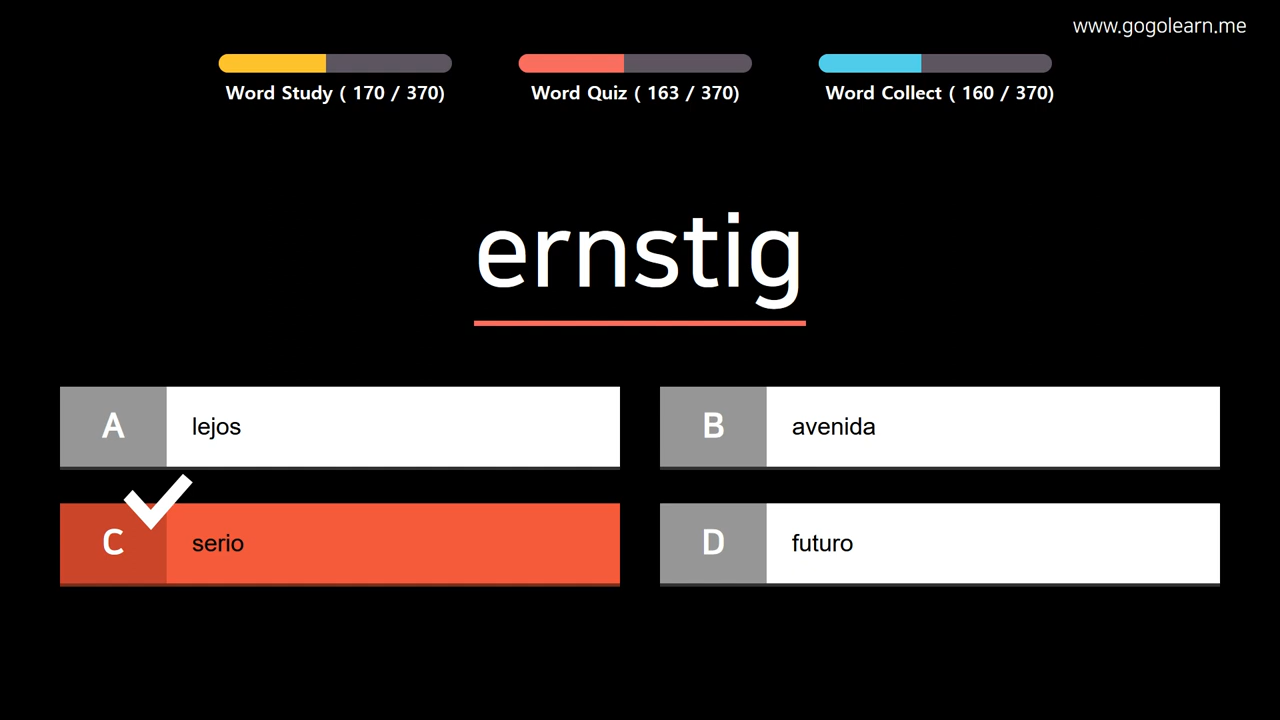 www.gogolearn.me
Word Study ( 170 / 370)
Word Quiz ( 163 / 370)
Word Collect ( 160 / 370)
ernstig
A lejos
B avenida
C serio
D futuro